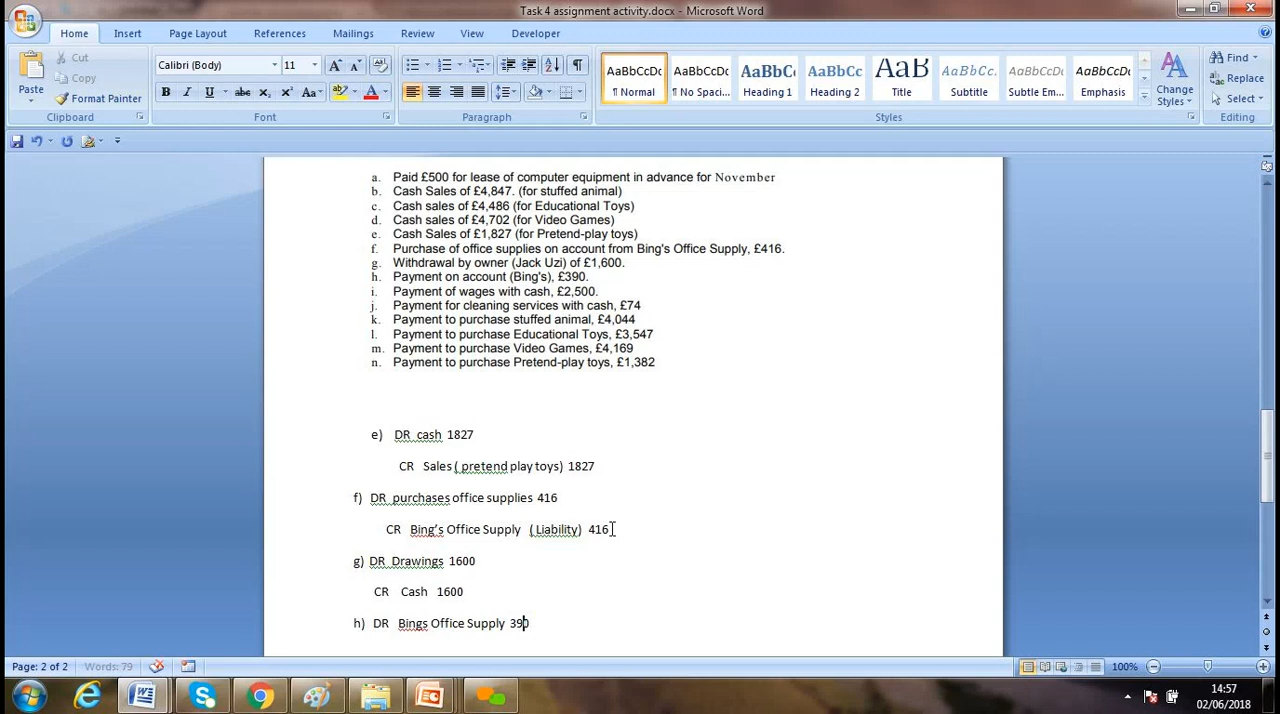 Task 4 assignment activity.docx - Microsoft Word
Home Insert Page Layout References Mailings Review View Developer
Cut
Copy
Format Painter
Paste
Clipboard
Calibri (Body) 11
B I U abc X₂ X² Aa
Font
Paragraph
AaBbCcDc AaBbCcDc AaBbC AaBbCc AaB AaBbCc. AaBbCcDc AaBbCcDc
¶ Normal ¶ No Spaci... Heading 1 Heading 2 Title Subtitle Subtle Em... Emphasis
Change Styles
Styles
Find
Replace
Select
Editing
a. Paid £500 for lease of computer equipment in advance for November
b. Cash Sales of £4,847. (for stuffed animal)
c. Cash sales of £4,486 (for Educational Toys)
d. Cash sales of £4,702 (for Video Games)
e. Cash Sales of £1,827 (for Pretend-play toys)
f. Purchase of office supplies on account from Bing's Office Supply, £416.
g. Withdrawal by owner (Jack Uzi) of £1,600.
h. Payment on account (Bing's), £390.
i. Payment of wages with cash, £2,500.
j. Payment for cleaning services with cash, £74
k. Payment to purchase stuffed animal, £4,044
l. Payment to purchase Educational Toys, £3,547
m. Payment to purchase Video Games, £4,169
n. Payment to purchase Pretend-play toys, £1,382
e) DR cash 1827
CR Sales ( pretend play toys) 1827
f) DR purchases office supplies 416
CR Bing’s Office Supply ( Liability) 416
g) DR Drawings 1600
CR Cash 1600
h) DR Bings Office Supply 390
Page: 2 of 2 Words: 79 100%
14:57
02/06/2018